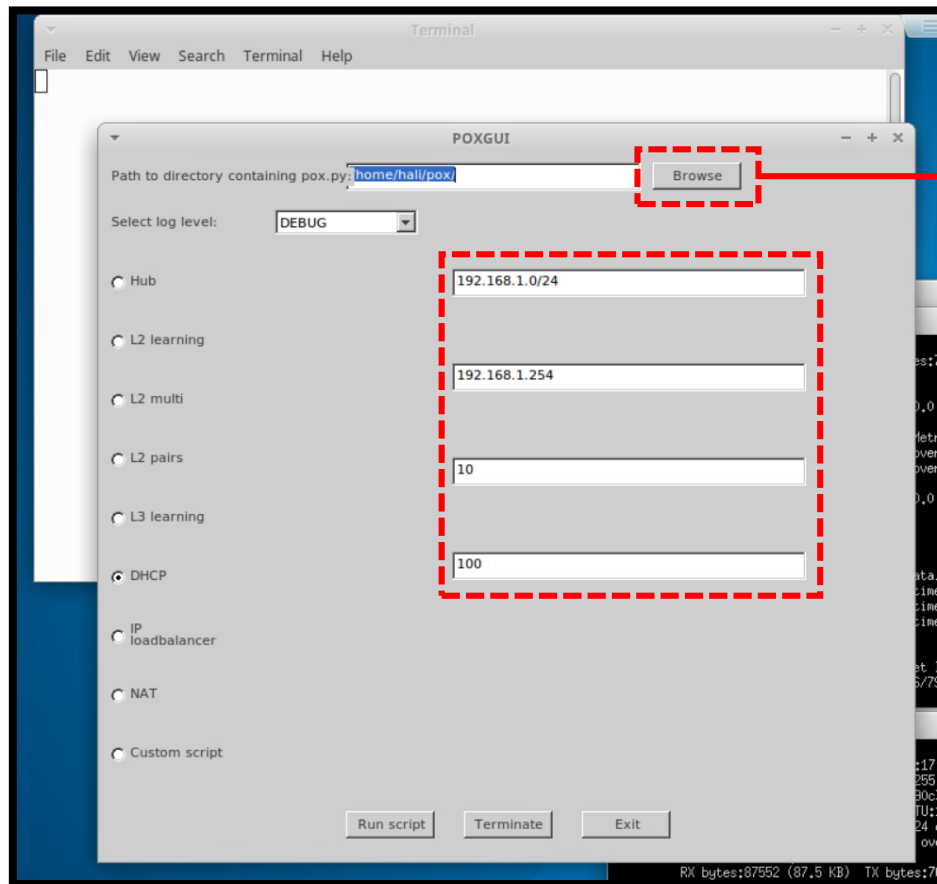 Terminal
File Edit View Search Terminal Help
POXGUI
Path to directory containing pox.py: home/hali/pox/ Browse
Select log level: DEBUG
Hub 192.168.1.0/24
L2 learning
192.168.1.254
L2 multi
L2 pairs 10
L3 learning
DHCP 100
IP
loadbalancer
NAT
Custom script
Run script Terminate Exit
RX bytes:87552 (87.5 KB) TX bytes: